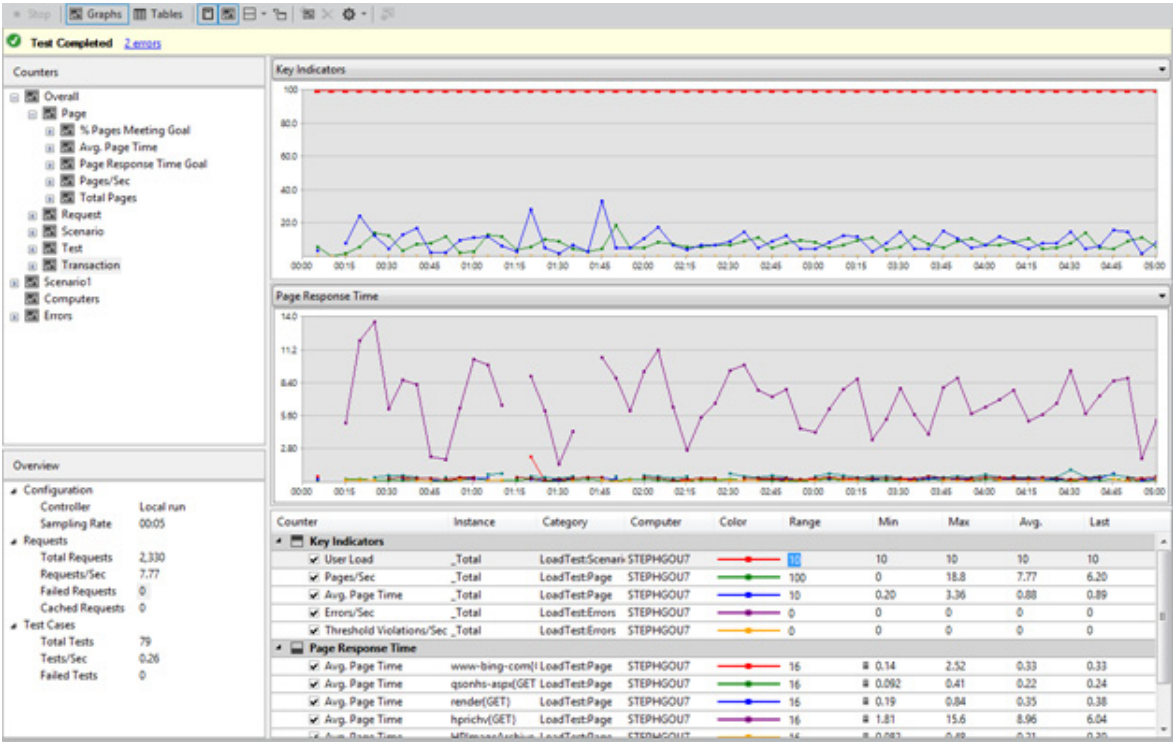 Stop Graphs Tables
Test Completed 2 errors
Counters
Overall
Page
% Pages Meeting Goal
Avg. Page Time
Page Response Time Goal
Pages/Sec
Total Pages
Request
Scenario
Test
Transaction
Scenario1
Computers
Errors
Overview
Configuration
Controller Local run
Sampling Rate 00:05
Requests
Total Requests 2,330
Requests/Sec 7.77
Failed Requests 0
Cached Requests 0
Test Cases
Total Tests 79
Tests/Sec 0.26
Failed Tests 0
Key Indicators
100
80.0
60.0
40.0
20.0
00:00 00:15 00:30 00:45 01:00 01:15 01:30 01:45 02:00 02:15 02:30 02:45 03:00 03:15 03:30 03:45 04:00 04:15 04:30 04:45 05:00
Page Response Time
14.0
11.2
8.40
5.60
2.80
00:00 00:15 00:30 00:45 01:00 01:15 01:30 01:45 02:00 02:15 02:30 02:45 03:00 03:15 03:30 03:45 04:00 04:15 04:30 04:45 05:00
Counter Instance Category Computer Color Range Min Max Avg. Last
Key Indicators
User Load _Total LoadTest:Scenari STEPHGOU7 10 10 10 10 10
Pages/Sec _Total LoadTest:Page STEPHGOU7 100 0 18.8 7.77 6.20
Avg. Page Time _Total LoadTest:Page STEPHGOU7 10 0.20 3.36 0.88 0.89
Errors/Sec _Total LoadTest:Errors STEPHGOU7 0 0 0 0 0
Threshold Violations/Sec _Total LoadTest:Errors STEPHGOU7 0 0 0 0 0
Page Response Time
Avg. Page Time LoadTest:Page STEPHGOU7 16 0.14 2.52 0.33 0.33
Avg. Page Time qsonhs-aspx{GET LoadTest:Page STEPHGOU7 16 0.092 0.41 0.22 0.24
Avg. Page Time render{GET} LoadTest:Page STEPHGOU7 16 0.19 0.84 0.35 0.38
Avg. Page Time hprichv{GET} LoadTest:Page STEPHGOU7 16 1.81 15.6 8.96 6.04